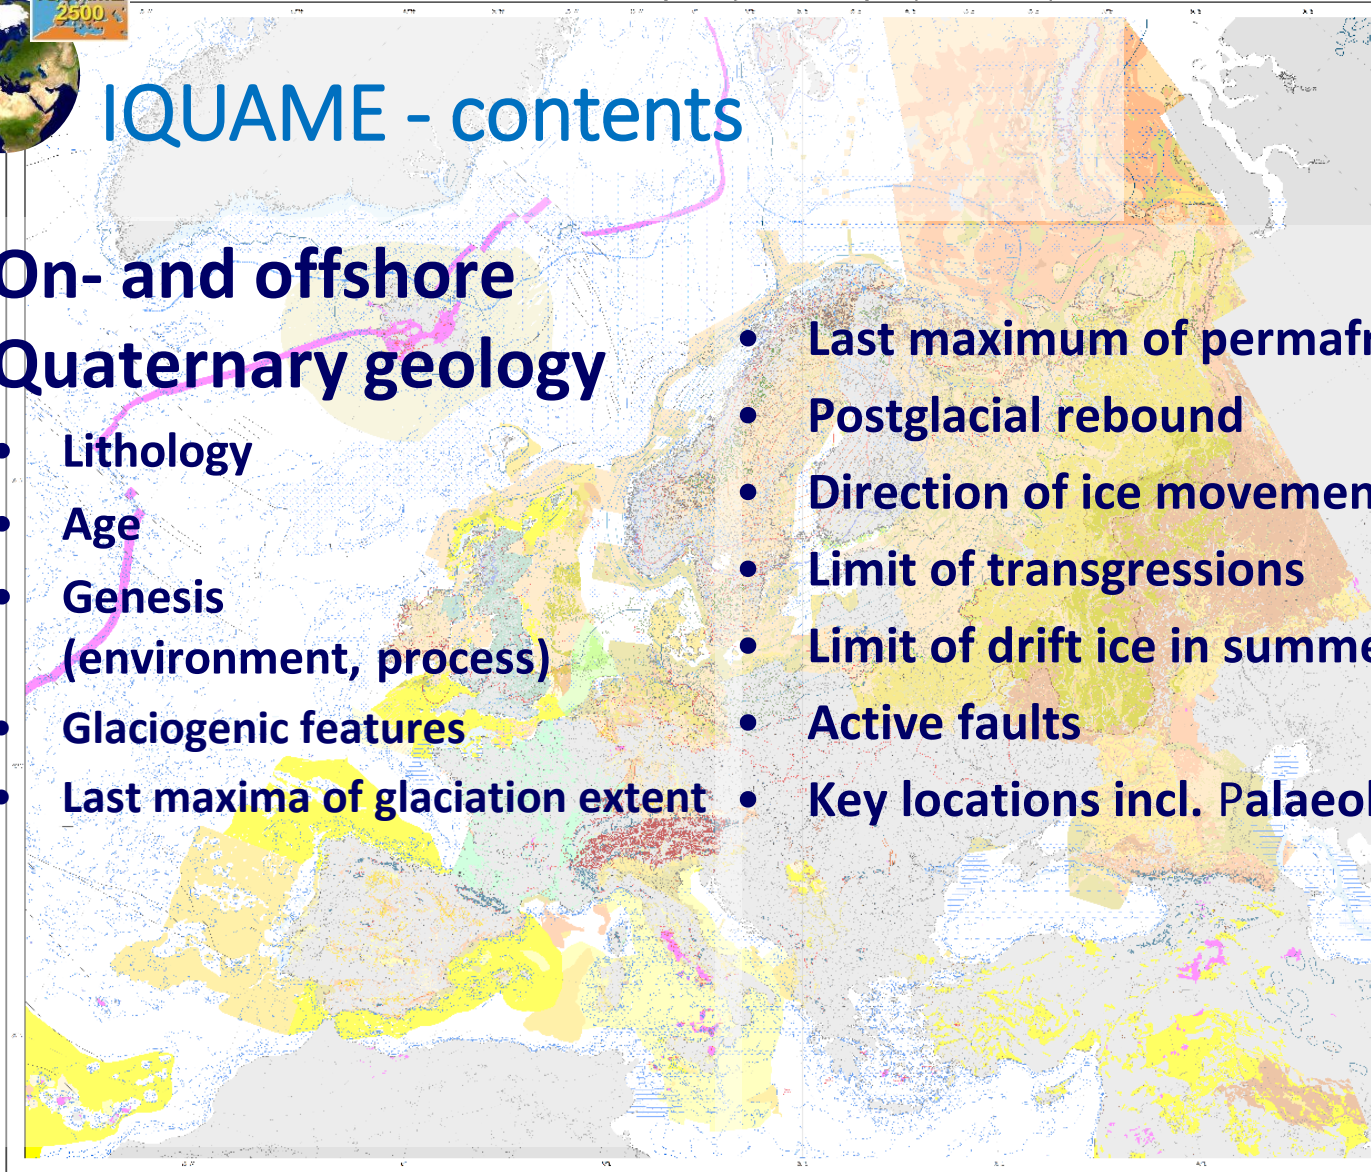 2500
IQUAME - contents
On- and offshore
Quaternary geology
• Lithology
• Age
• Genesis
(environment, process)
• Glaciogenic features
• Last maxima of glaciation extent
• Last maximum of permafr
• Postglacial rebound
• Direction of ice movemen
• Limit of transgressions
• Limit of drift ice in summe
• Active faults
• Key locations incl. Palaeol